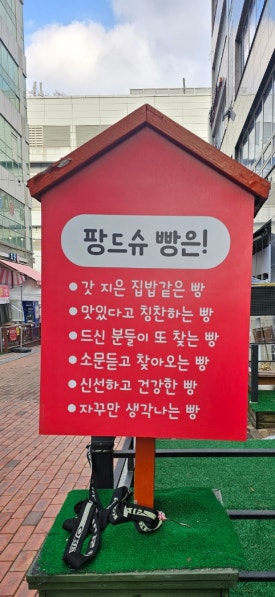 팡드슈 빵은!
● 갓 지은 집밥같은 빵
● 맛있다고 칭찬하는 빵
● 드신 분들이 또 찾는 빵
● 소문듣고 찾아오는 빵
● 신선하고 건강한 빵
● 자꾸만 생각나는 빵